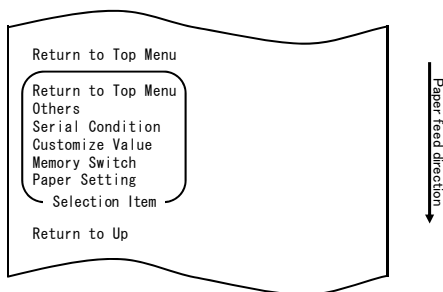 Return to Top Menu
Return to Top Menu
Others
Serial Condition
Customize Value
Memory Switch
Paper Setting
Selection Item
Return to Up
Paper feed direction